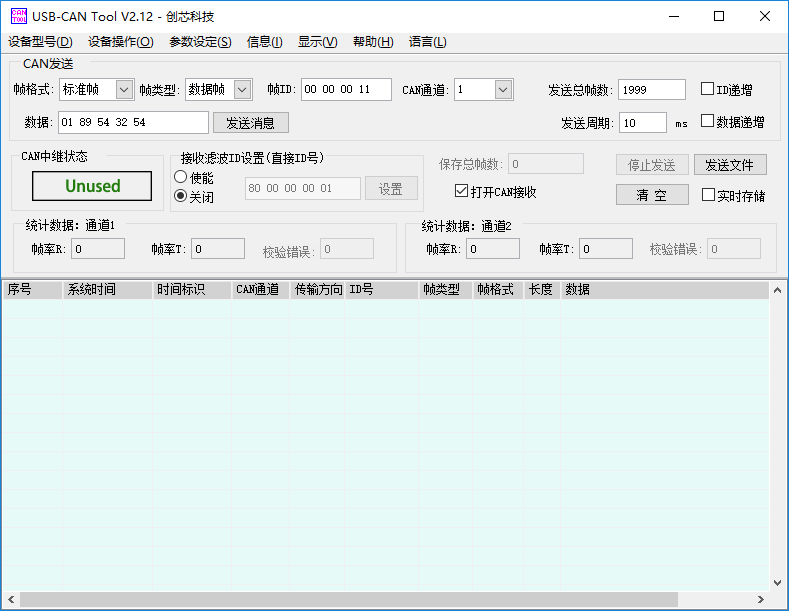 CAN TOOL USB-CAN Tool V2.12 - 创芯科技
设备型号(D) 设备操作(O) 参数设定(S) 信息(I) 显示(V) 帮助(H) 语言(L)
CAN发送
帧格式: 标准帧 帧类型: 数据帧 帧ID: 00 00 00 11 CAN通道: 1 发送总帧数: 1999 ID递增
数据: 01 89 54 32 54 发送消息 发送周期: 10 ms 数据递增
CAN中继状态 接收滤波ID设置(直接ID号) 保存总帧数: 0 停止发送 发送文件
Unused 使能 80 00 00 00 01 设置 打开CAN接收 清 空 实时存储
关闭
统计数据: 通道1 统计数据: 通道2
帧率R: 0 帧率T: 0 校验错误: 0 帧率R: 0 帧率T: 0 校验错误: 0
序号 系统时间 时间标识 CAN通道 传输方向 ID号 帧类型 帧格式 长度 数据